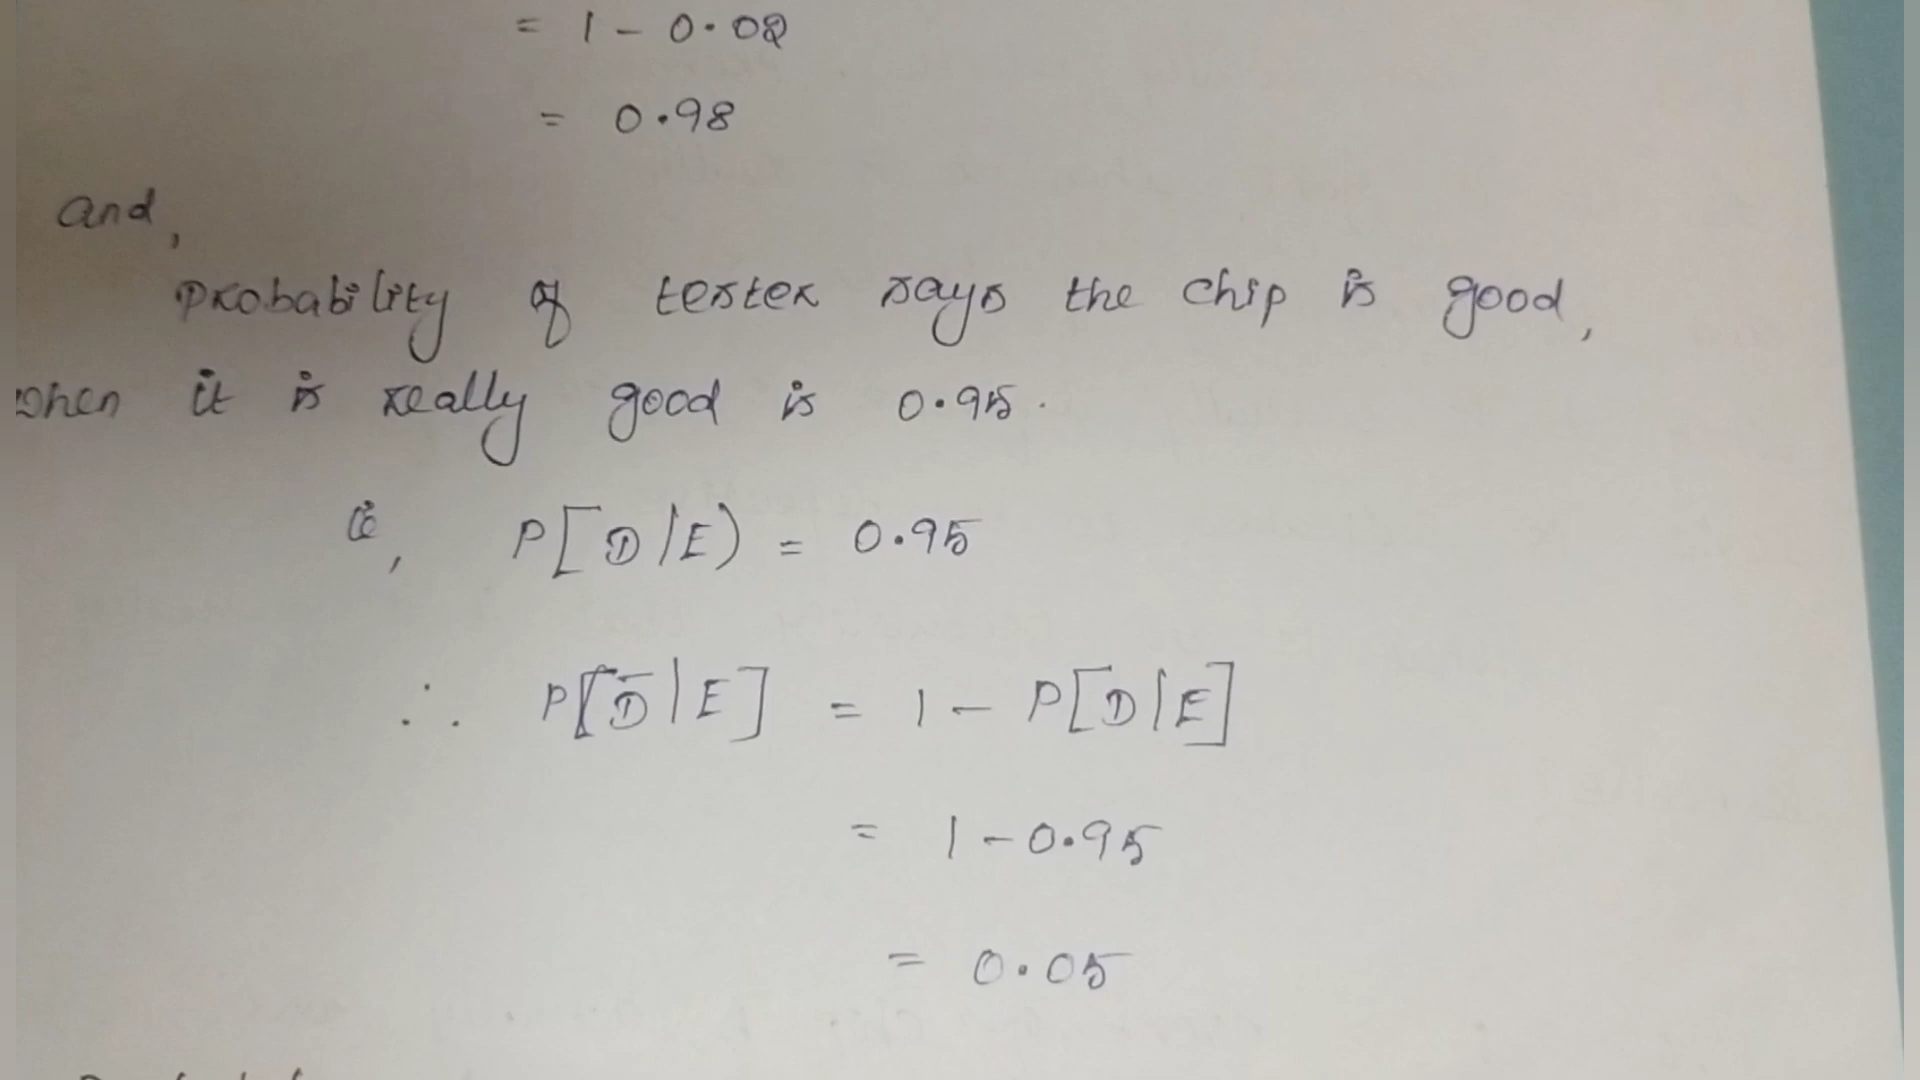 = 1 - 0.02
= 0.98
and,
probability of tester says the chip is good,
when it is really good is 0.95.
ie, P[D/E) = 0.95
∴ P[D̅|E] = 1 - P[D|E]
= 1 - 0.95
= 0.05